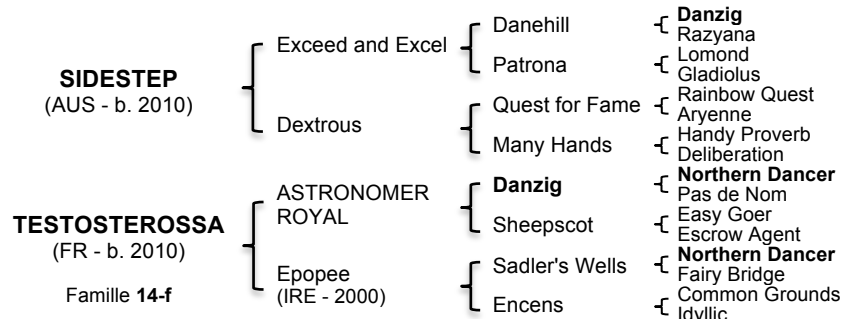 SIDESTEP
(AUS - b. 2010)
Exceed and Excel
Dextrous
Danehill
Patrona
Quest for Fame
Many Hands
Danzig
Razyana
Lomond
Gladiolus
Rainbow Quest
Aryenne
Handy Proverb
Deliberation
TESTOSTEROSSA
(FR - b. 2010)
Famille 14-f
ASTRONOMER
ROYAL
Epopee
(IRE - 2000)
Danzig
Sheepscot
Sadler's Wells
Encens
Northern Dancer
Pas de Nom
Easy Goer
Escrow Agent
Northern Dancer
Fairy Bridge
Common Grounds
Idyllic